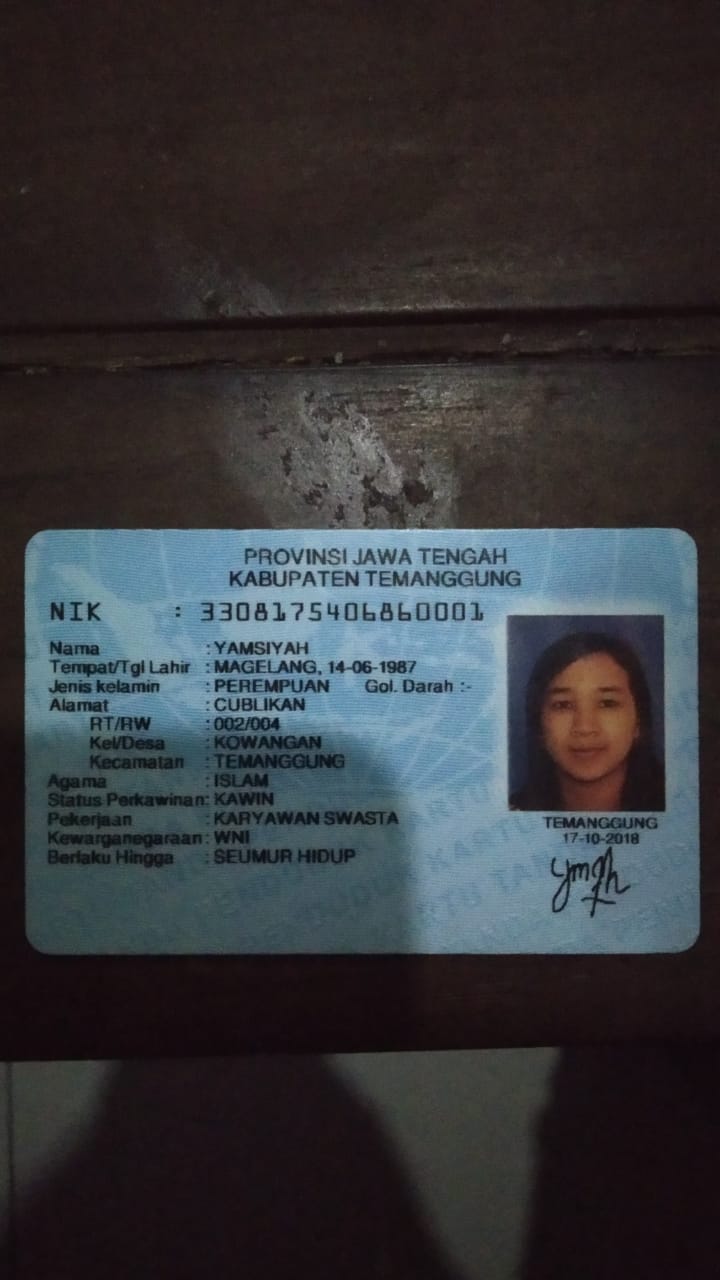 PROVINSI JAWA TENGAH
KABUPATEN TEMANGGUNG
NIK : 3308175406860001
Nama : YAMSIYAH
Tempat/Tgl Lahir : MAGELANG, 14-06-1987
Jenis kelamin : PEREMPUAN Gol. Darah :-
Alamat : CUBLIKAN
RT/RW : 002/004
Kel/Desa : KOWANGAN
Kecamatan : TEMANGGUNG
Agama : ISLAM
Status Perkawinan: KAWIN
Pekerjaan : KARYAWAN SWASTA
Kewarganegaraan: WNI
Berlaku Hingga : SEUMUR HIDUP
TEMANGGUNG
17-10-2018